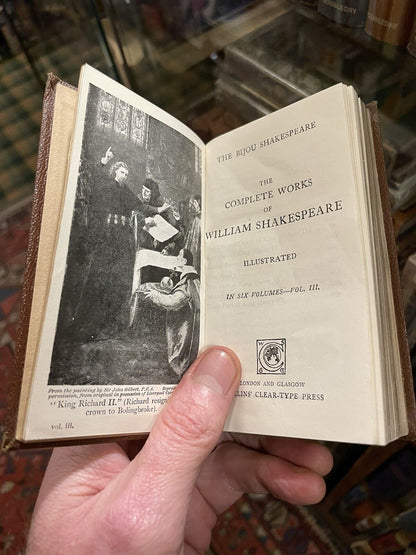 From the painting by Sir John Gilbert, P.R.A.
permission, from original in possession of Liverpool
"King Richard II." (Richard resign
crown to Bolingbroke).
vol. III.
THE BIJOU SHAKESPEARE
THE
COMPLETE WORKS
OF
WILLIAM SHAKESPEARE
ILLUSTRATED
IN SIX VOLUMES—VOL. III.
LONDON AND GLASGOW
CLEAR-TYPE PRESS